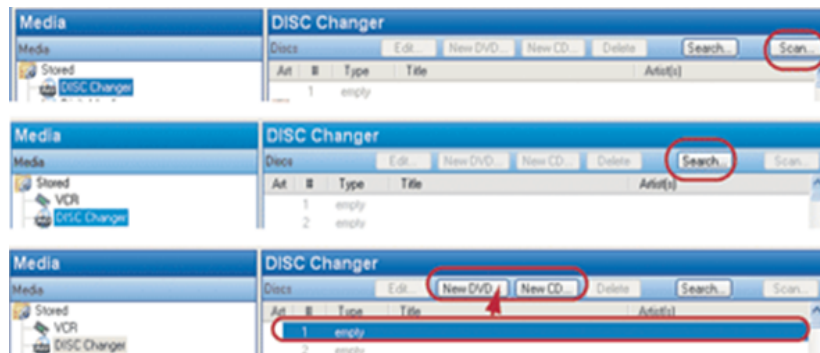 Media DISC Changer
Media Discs Edit... New DVD... New CD... Delete Search... Scan...
Stored Art # Type Title Artist(s)
DISC Changer 1 empty
Media DISC Changer
Media Discs Edit... New DVD... New CD... Delete Search... Scan...
Stored Art # Type Title Artist(s)
VCR 1 empty
DISC Changer 2 empty
Media DISC Changer
Media Discs Edit... New DVD... New CD... Delete Search... Scan...
Stored Art # Type Title Artist(s)
VCR 1 empty
DISC Changer 2 empty